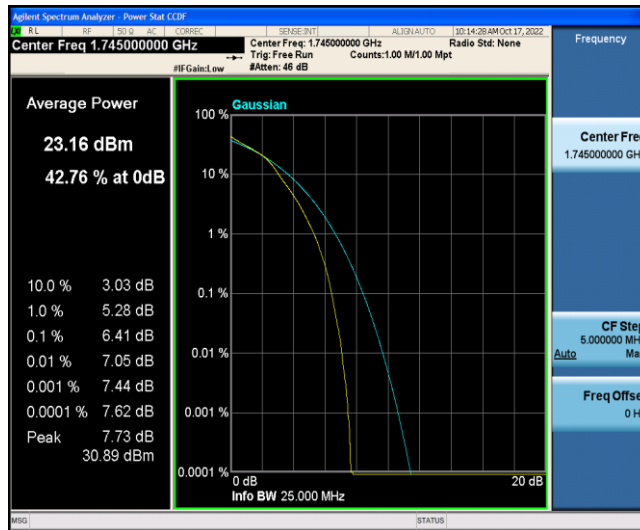 Agilent Spectrum Analyzer - Power Stat CCDF
RL RF 50 Ω AC CORREC SENSE:INT ALIGNAUTO 10:14:28 AM Oct 17, 2022
Center Freq 1.745000000 GHz
Center Freq: 1.745000000 GHz Radio Std: None
Trig: Free Run Counts:1.00 M/1.00 Mpt
#IFGain:Low #Atten: 46 dB
Frequency
Average Power
23.16 dBm
42.76 % at 0dB
10.0 % 3.03 dB
1.0 % 5.28 dB
0.1 % 6.41 dB
0.01 % 7.05 dB
0.001 % 7.44 dB
0.0001 % 7.62 dB
Peak 7.73 dB
30.89 dBm
Gaussian
100 %
10 %
1 %
0.1 %
0.01 %
0.001 %
0.0001 %
0 dB 20 dB
Info BW 25.000 MHz
Center Fre
1.745000000 GH
CF Step
5.000000 MH
Auto Ma
Freq Offse
0 H
MSG STATUS